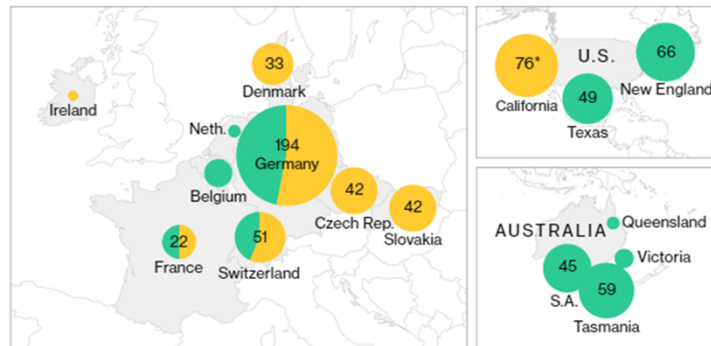 33
Denmark
Ireland
Neth.
194
Germany
Belgium
42
Czech Rep.
42
Slovakia
22
France
51
Switzerland
U.S.
76*
California
49
Texas
66
New England
AUSTRALIA
Queensland
Victoria
45
S.A.
59
Tasmania